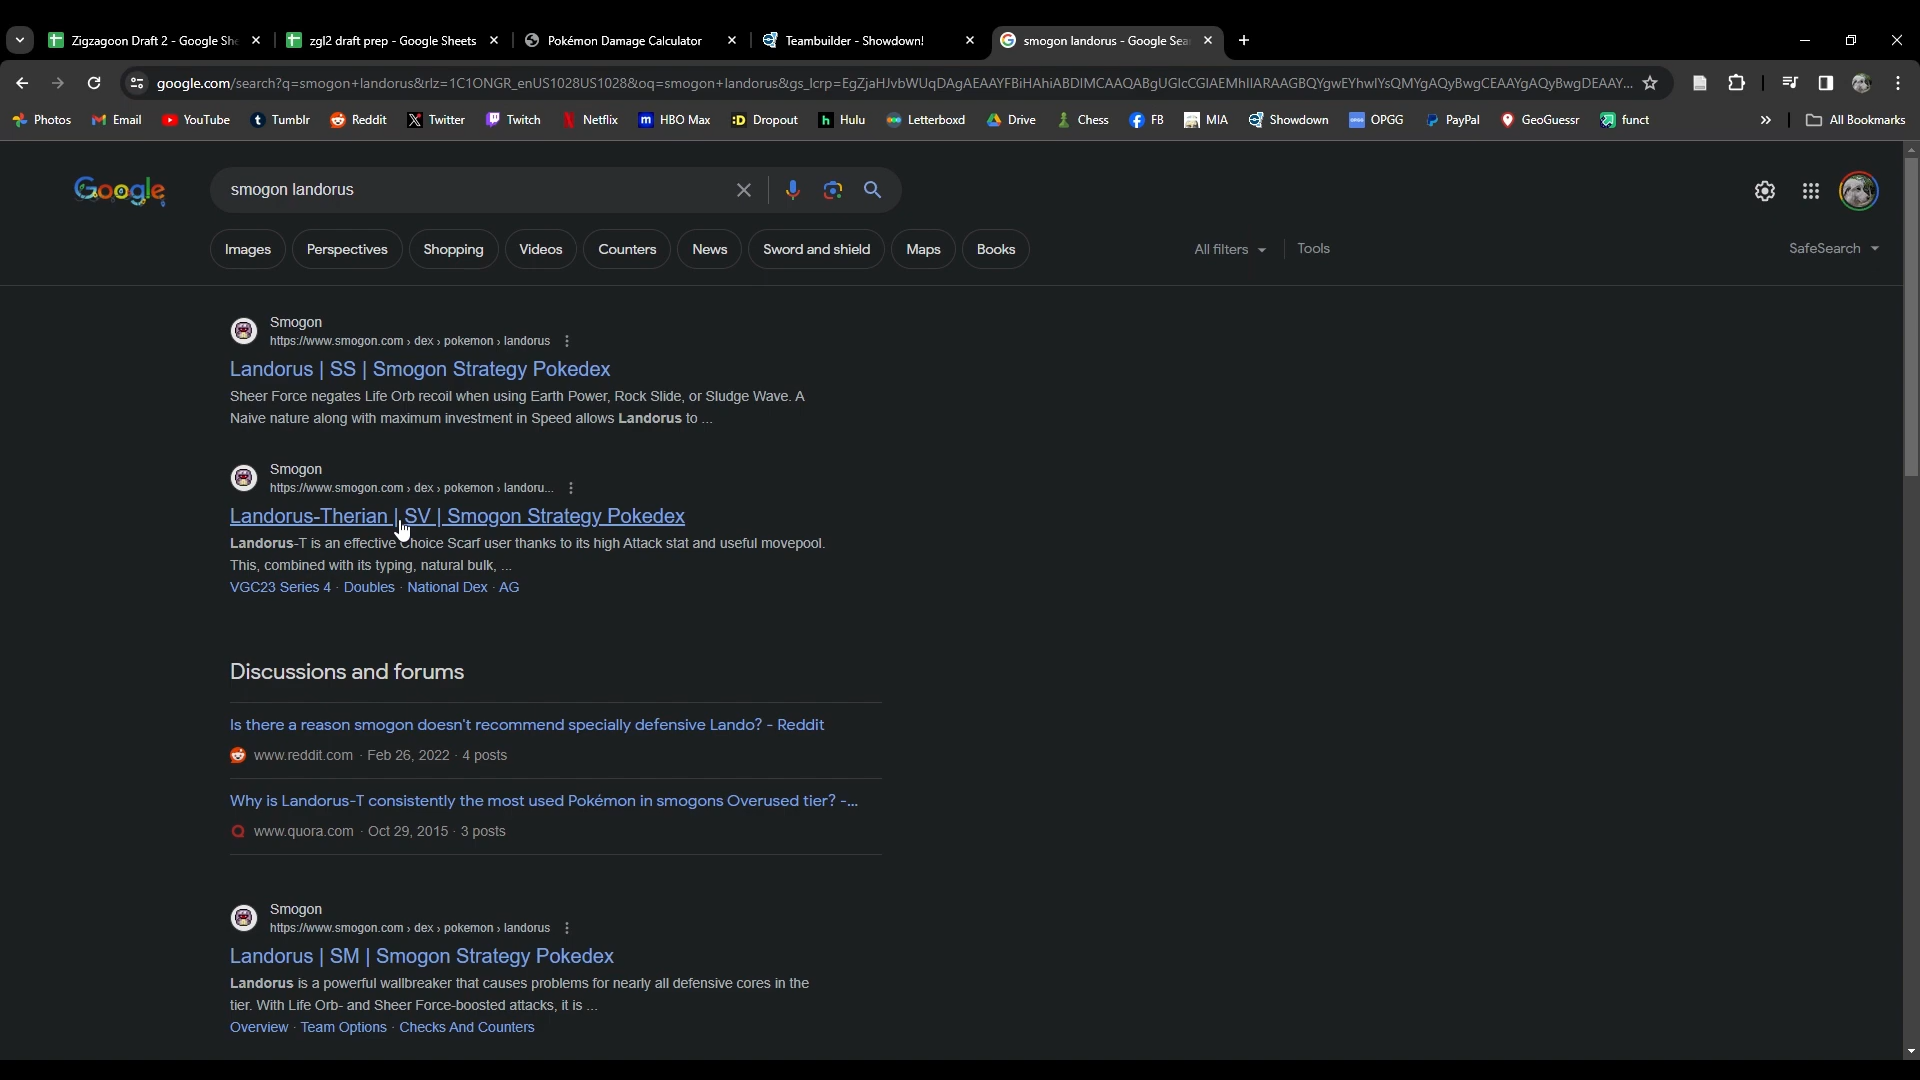 Zigzagoon Draft 2 - Google She
zgl2 draft prep - Google Sheets
Pokémon Damage Calculator
Teambuilder - Showdown!
smogon landorus - Google Sea
google.com/search?q=smogon+landorus&rlz=1C1ONGR_enUS1028US1028&oq=smogon+landorus&gs_lcrp=
Photos
Email
YouTube
Tumblr
Reddit
Twitter
Twitch
Netflix
HBO Max
Dropout
Hulu
Letterboxd
Drive
Chess
FB
MIA
Showdown
OPGG
PayPal
GeoGuessr
funct
»
All Bookmarks
Google
smogon landorus
Images
Perspectives
Shopping
Videos
Counters
News
Sword and shield
Maps
Books
All filters
Tools
SafeSearch
Smogon
https://www.smogon.com › dex › pokemon › landorus
Landorus | SS | Smogon Strategy Pokedex
Sheer Force negates Life Orb recoil when using Earth Power, Rock Slide, or Sludge Wave. A
Naive nature along with maximum investment in Speed allows Landorus to ...
Smogon
https://www.smogon.com › dex › pokemon › landoru...
Landorus-Therian | SV | Smogon Strategy Pokedex
Landorus-T is an effective Choice Scarf user thanks to its high Attack stat and useful movepool.
This, combined with its typing, natural bulk, ...
VGC23 Series 4 · Doubles · National Dex · AG
Discussions and forums
Is there a reason smogon doesn't recommend specially defensive Lando? - Reddit
www.reddit.com · Feb 26, 2022 · 4 posts
Why is Landorus-T consistently the most used Pokémon in smogons Overused tier? -...
www.quora.com · Oct 29, 2015 · 3 posts
Smogon
https://www.smogon.com › dex › pokemon › landorus
Landorus | SM | Smogon Strategy Pokedex
Landorus is a powerful wallbreaker that causes problems for nearly all defensive cores in the
tier. With Life Orb- and Sheer Force-boosted attacks, it is ...
Overview · Team Options · Checks And Counters